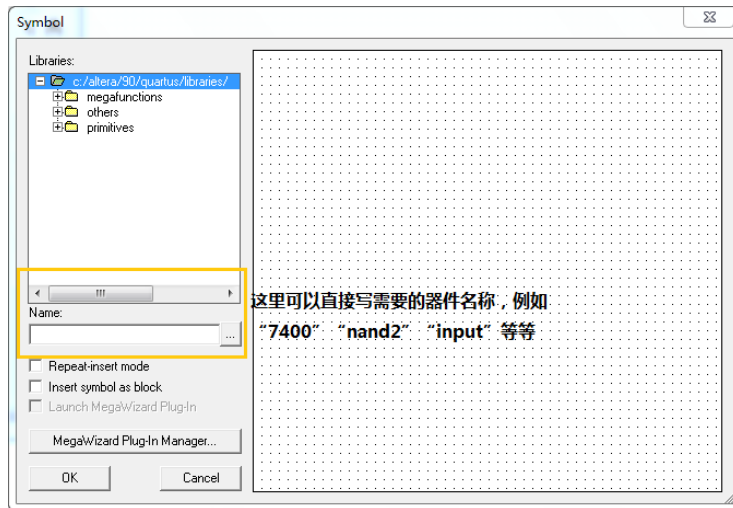 Symbol
Libraries:
c:/altera/90/quartus/libraries/
megafunctions
others
primitives
这里可以直接写需要的器件名称，例如
“7400” “nand2” “input” 等等
Name:
...
Repeat-insert mode
Insert symbol as block
Launch MegaWizard Plug-In
MegaWizard Plug-In Manager...
OK
Cancel